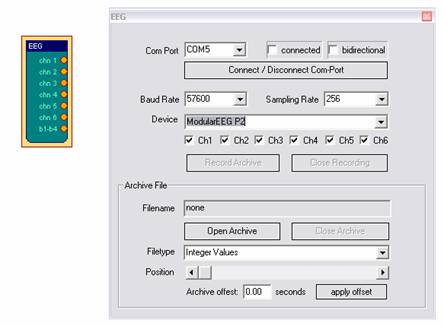 EEG
chn 1
chn 2
chn 3
chn 4
chn 5
chn 6
b1-b4
EEG
Com Port COM5 connected bidirectional
Connect / Disconnect Com-Port
Baud Rate 57600 Sampling Rate 256
Device ModularEEG P2
Ch1 Ch2 Ch3 Ch4 Ch5 Ch6
Record Archive Close Recording
Archive File
Filename none
Open Archive Close Archive
Filetype Integer Values
Position
Archive offest: 0.00 seconds apply offset